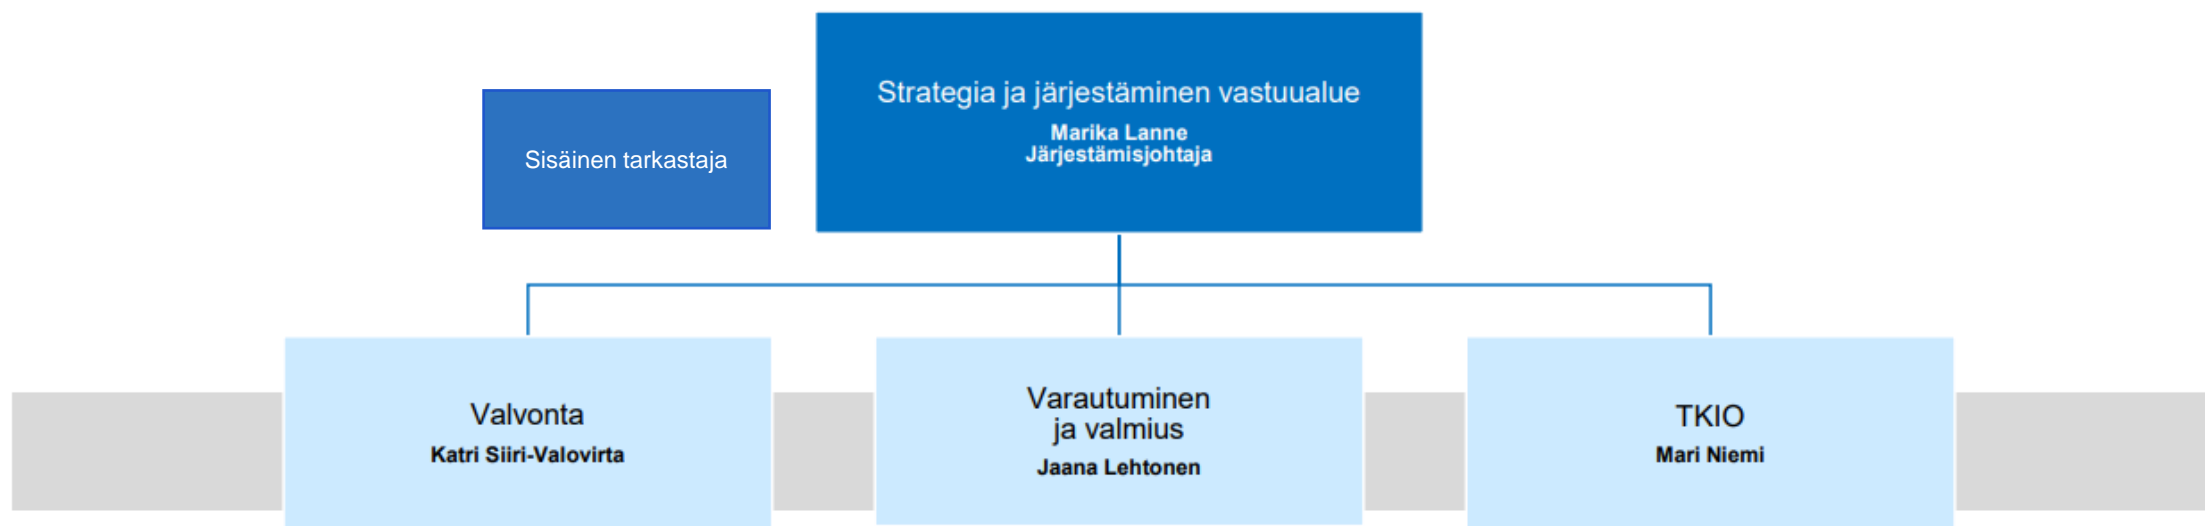 Strategia ja järjestäminen vastuualue
Marika Lanne
Järjestämisjohtaja
Sisäinen tarkastaja
Valvonta
Katri Siiri-Valovirta
Varautuminen
ja valmius
Jaana Lehtonen
TKIO
Mari Niemi